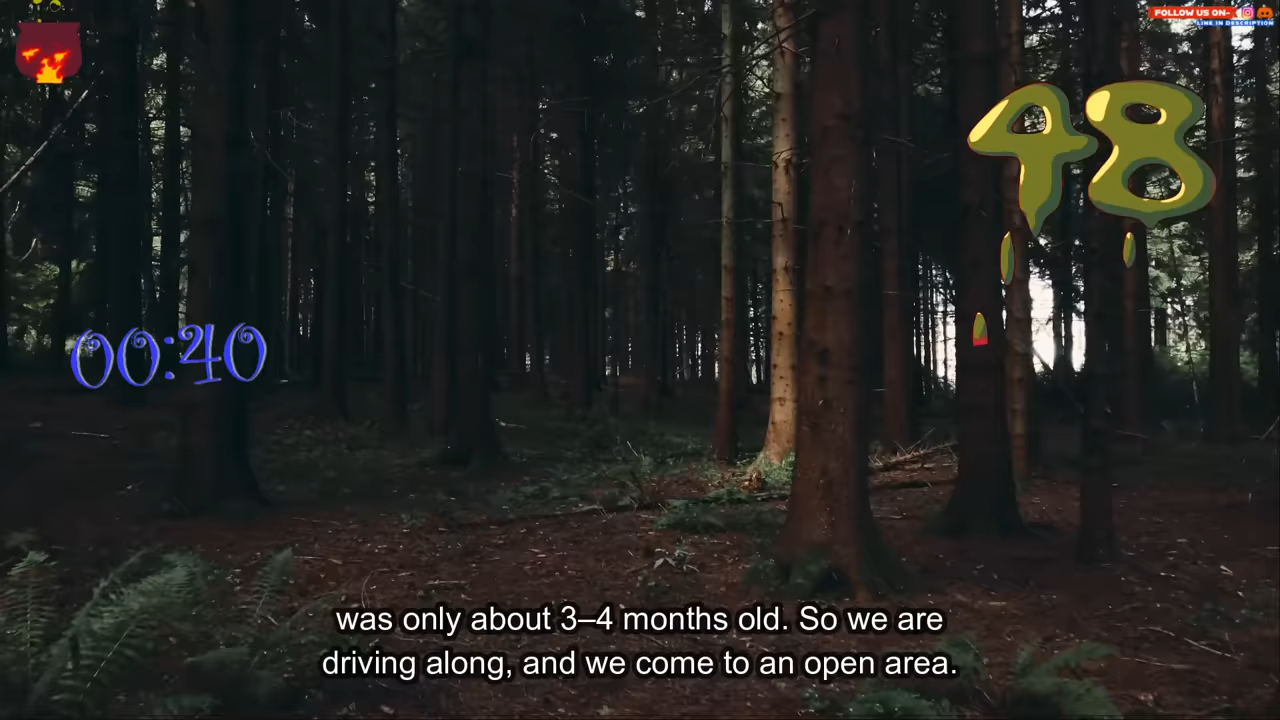 FOLLOW US ON-
LINK IN DESCRIPTION
48
00:40
was only about 3–4 months old. So we are
driving along, and we come to an open area.